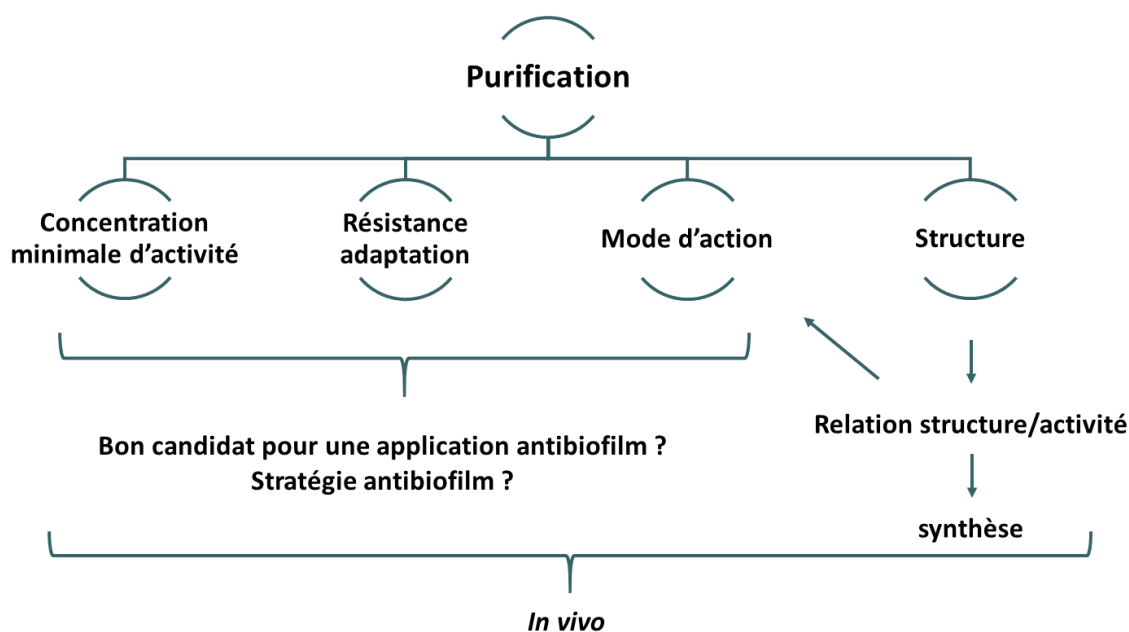 Purification
Concentration
minimale d’activité
Résistance
adaptation
Mode d’action
Structure
Relation structure/activité
Bon candidat pour une application antibiofilm ?
Stratégie antibiofilm ?
synthèse
In vivo